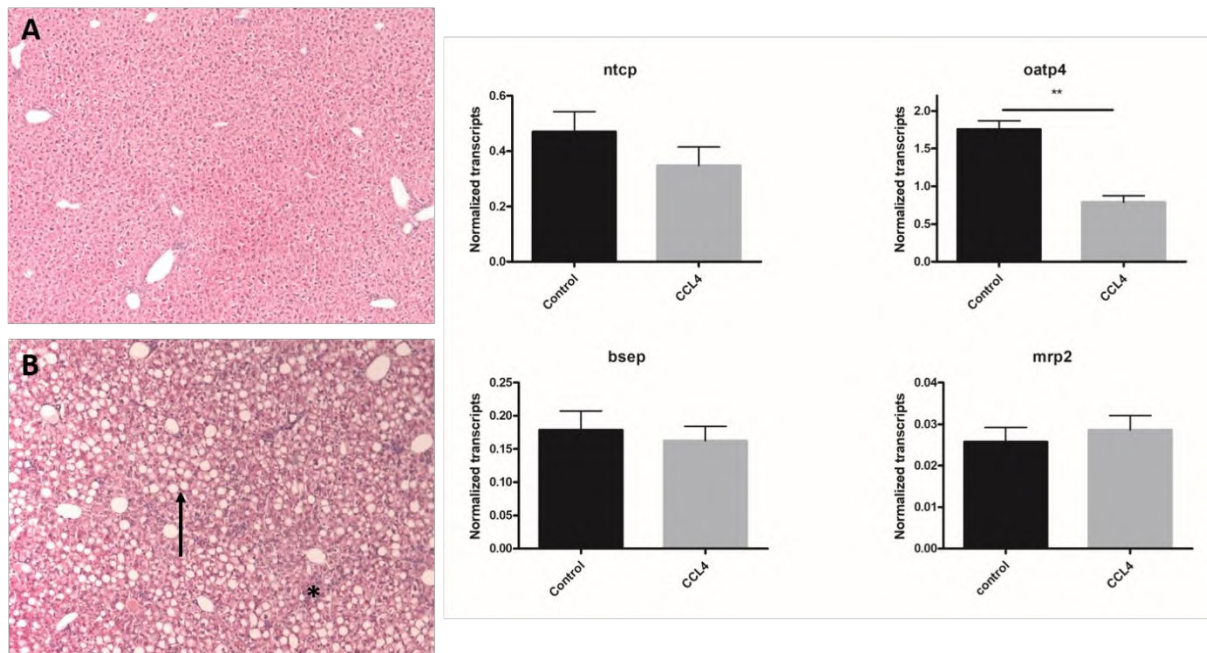 A
B
*
ntcp
Normalized transcripts
0.6
0.4
0.2
0.0
Control
CCL4
oatp4
**
Normalized transcripts
2.0
1.5
1.0
0.5
0.0
Control
CCL4
bsep
Normalized transcripts
0.25
0.20
0.15
0.10
0.05
0.00
Control
CCL4
mrp2
Normalized transcripts
0.04
0.03
0.02
0.01
0.00
control
CCL4